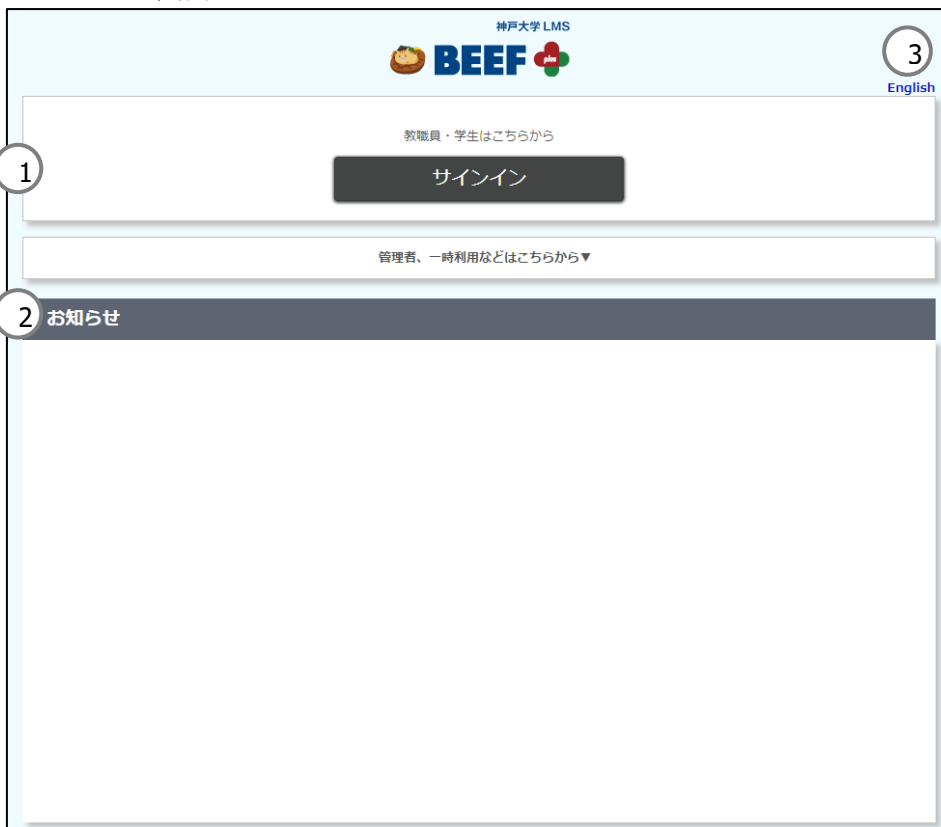 神戸大学 LMS
BEEF plus
3
English
教職員・学生はこちらから
1
サインイン
管理者、一時利用などはこちらから▼
2
お知らせ